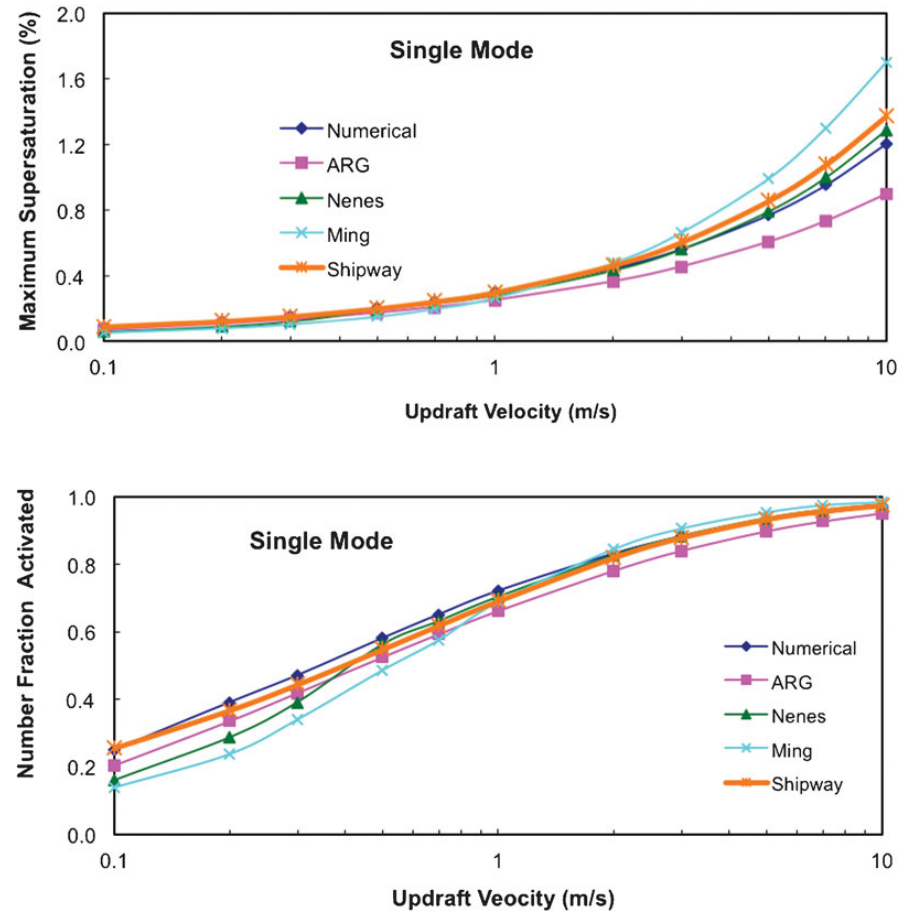 2.0
1.6
1.2
0.8
0.4
0.0
Maximum Supersaturation (%)
Single Mode
Numerical
ARG
Nenes
Ming
Shipway
0.1
1
10
Updraft Velocity (m/s)
1.0
0.8
0.6
0.4
0.2
0.0
Number Fraction Activated
Single Mode
Numerical
ARG
Nenes
Ming
Shipway
0.1
1
10
Updraft Veocity (m/s)